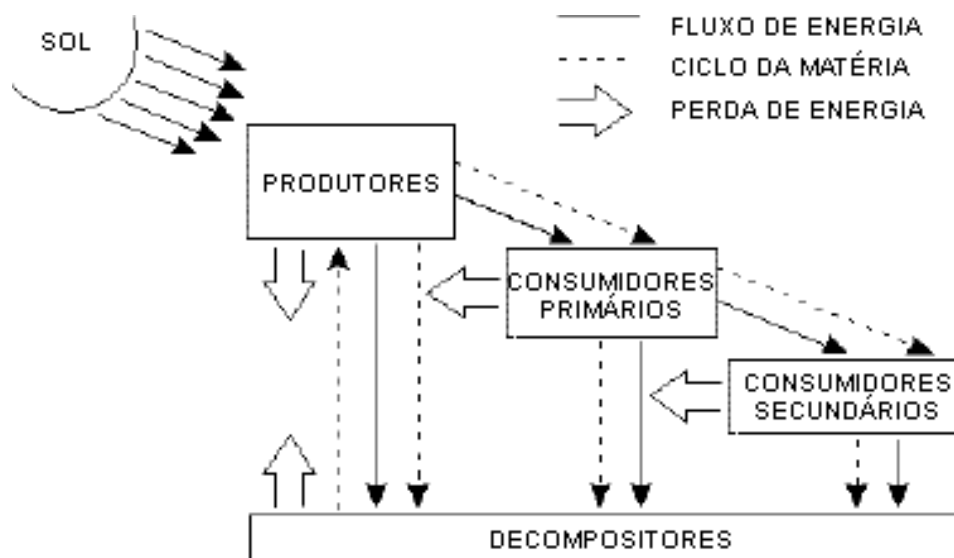 SOL
FLUXO DE ENERGIA
CICLO DA MATÉRIA
PERDA DE ENERGIA
PRODUTORES
CONSUMIDORES
PRIMÁRIOS
CONSUMIDORES
SECUNDÁRIOS
DECOMPOSITORES